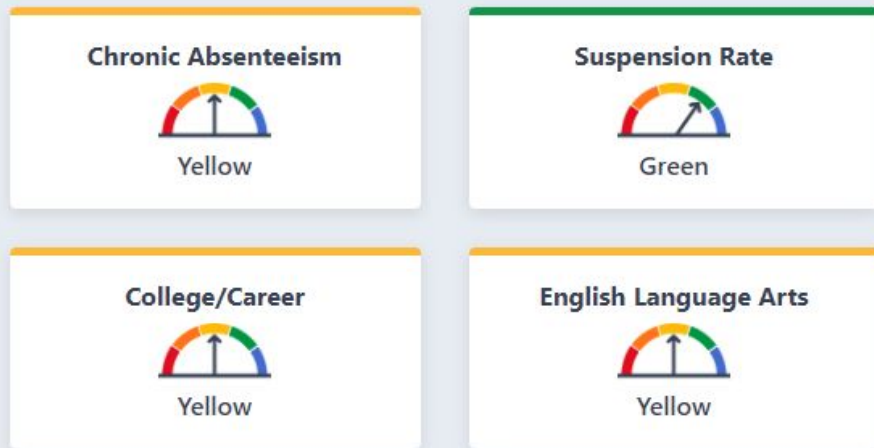 Chronic Absenteeism
Yellow
Suspension Rate
Green
College/Career
Yellow
English Language Arts
Yellow